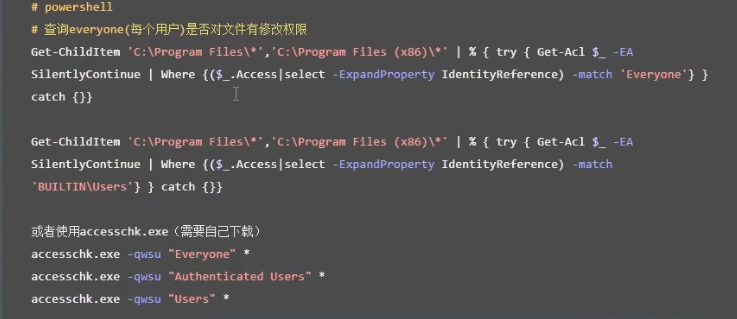 # powershell
# 查询everyone(每个用户)是否对文件有修改权限
Get-ChildItem 'C:\Program Files\*','C:\Program Files (x86)\*' | % { try { Get-Acl $_ -EA
SilentlyContinue | Where {($_.Access|select -ExpandProperty IdentityReference) -match 'Everyone'} }
catch {}}
Get-ChildItem 'C:\Program Files\*','C:\Program Files (x86)\*' | % { try { Get-Acl $_ -EA
SilentlyContinue | Where {($_.Access|select -ExpandProperty IdentityReference) -match
'BUILTIN\Users'} } catch {}}
或者使用accesschk.exe（需要自己下载）
accesschk.exe -qwsu "Everyone" *
accesschk.exe -qwsu "Authenticated Users" *
accesschk.exe -qwsu "Users" *